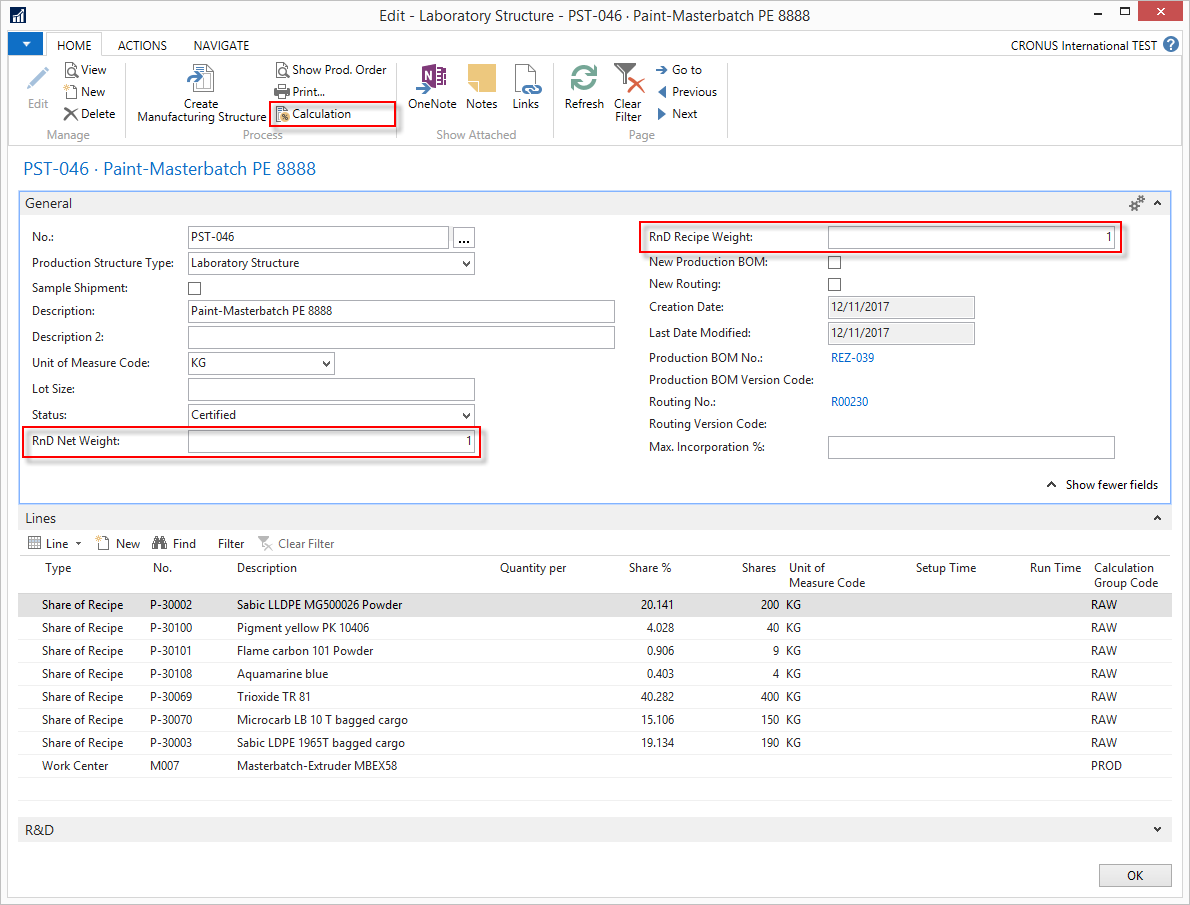 Edit - Laboratory Structure - PST-046 · Paint-Masterbatch PE 8888
HOME ACTIONS NAVIGATE CRONUS International TEST ?
Edit
View
New
Delete
Manage
Create
Manufacturing Structure
Show Prod. Order
Print...
Calculation
Process
OneNote
Notes
Links
Show Attached
Refresh
Clear
Filter
Go to
Previous
Next
Page
PST-046 · Paint-Masterbatch PE 8888
General
No.: PST-046 ...
Production Structure Type: Laboratory Structure
Sample Shipment:
Description: Paint-Masterbatch PE 8888
Description 2:
Unit of Measure Code: KG
Lot Size:
Status: Certified
RnD Net Weight: 1
RnD Recipe Weight: 1
New Production BOM:
New Routing:
Creation Date: 12/11/2017
Last Date Modified: 12/11/2017
Production BOM No.: REZ-039
Production BOM Version Code:
Routing No.: R00230
Routing Version Code:
Max. Incorporation %:
Show fewer fields
Lines
Line New Find Filter Clear Filter
Type No. Description Quantity per Share % Shares Unit of Measure Code Setup Time Run Time Calculation Group Code
Share of Recipe P-30002 Sabic LLDPE MG500026 Powder 20.141 200 KG RAW
Share of Recipe P-30100 Pigment yellow PK 10406 4.028 40 KG RAW
Share of Recipe P-30101 Flame carbon 101 Powder 0.906 9 KG RAW
Share of Recipe P-30108 Aquamarine blue 0.403 4 KG RAW
Share of Recipe P-30069 Trioxide TR 81 40.282 400 KG RAW
Share of Recipe P-30070 Microcarb LB 10 T bagged cargo 15.106 150 KG RAW
Share of Recipe P-30003 Sabic LDPE 1965T bagged cargo 19.134 190 KG RAW
Work Center M007 Masterbatch-Extruder MBEX58 PROD
R&D
OK